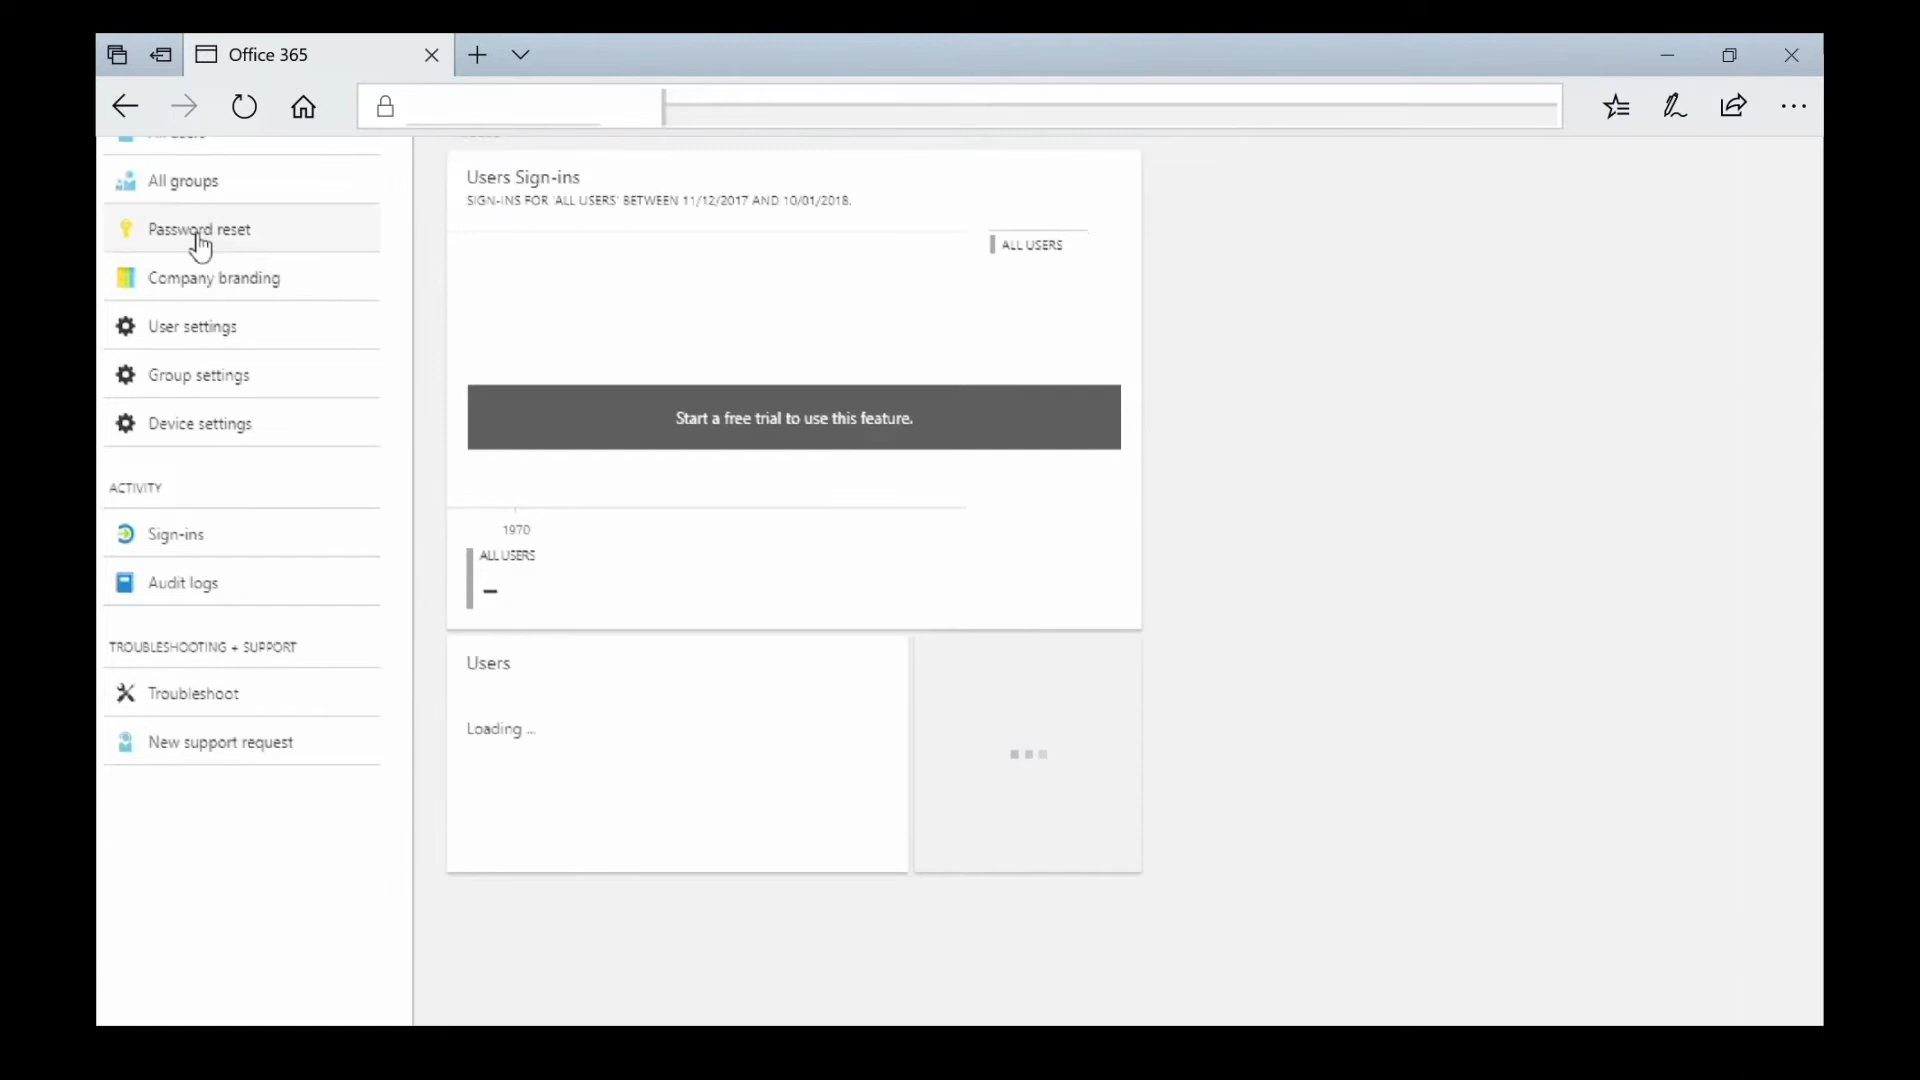 Office 365
All groups
Password reset
Company branding
User settings
Group settings
Device settings
ACTIVITY
Sign-ins
Audit logs
TROUBLESHOOTING + SUPPORT
Troubleshoot
New support request
Users Sign-ins
SIGN-INS FOR 'ALL USERS' BETWEEN 11/12/2017 AND 10/01/2018.
ALL USERS
Start a free trial to use this feature.
1970
ALL USERS
–
Users
Loading ...